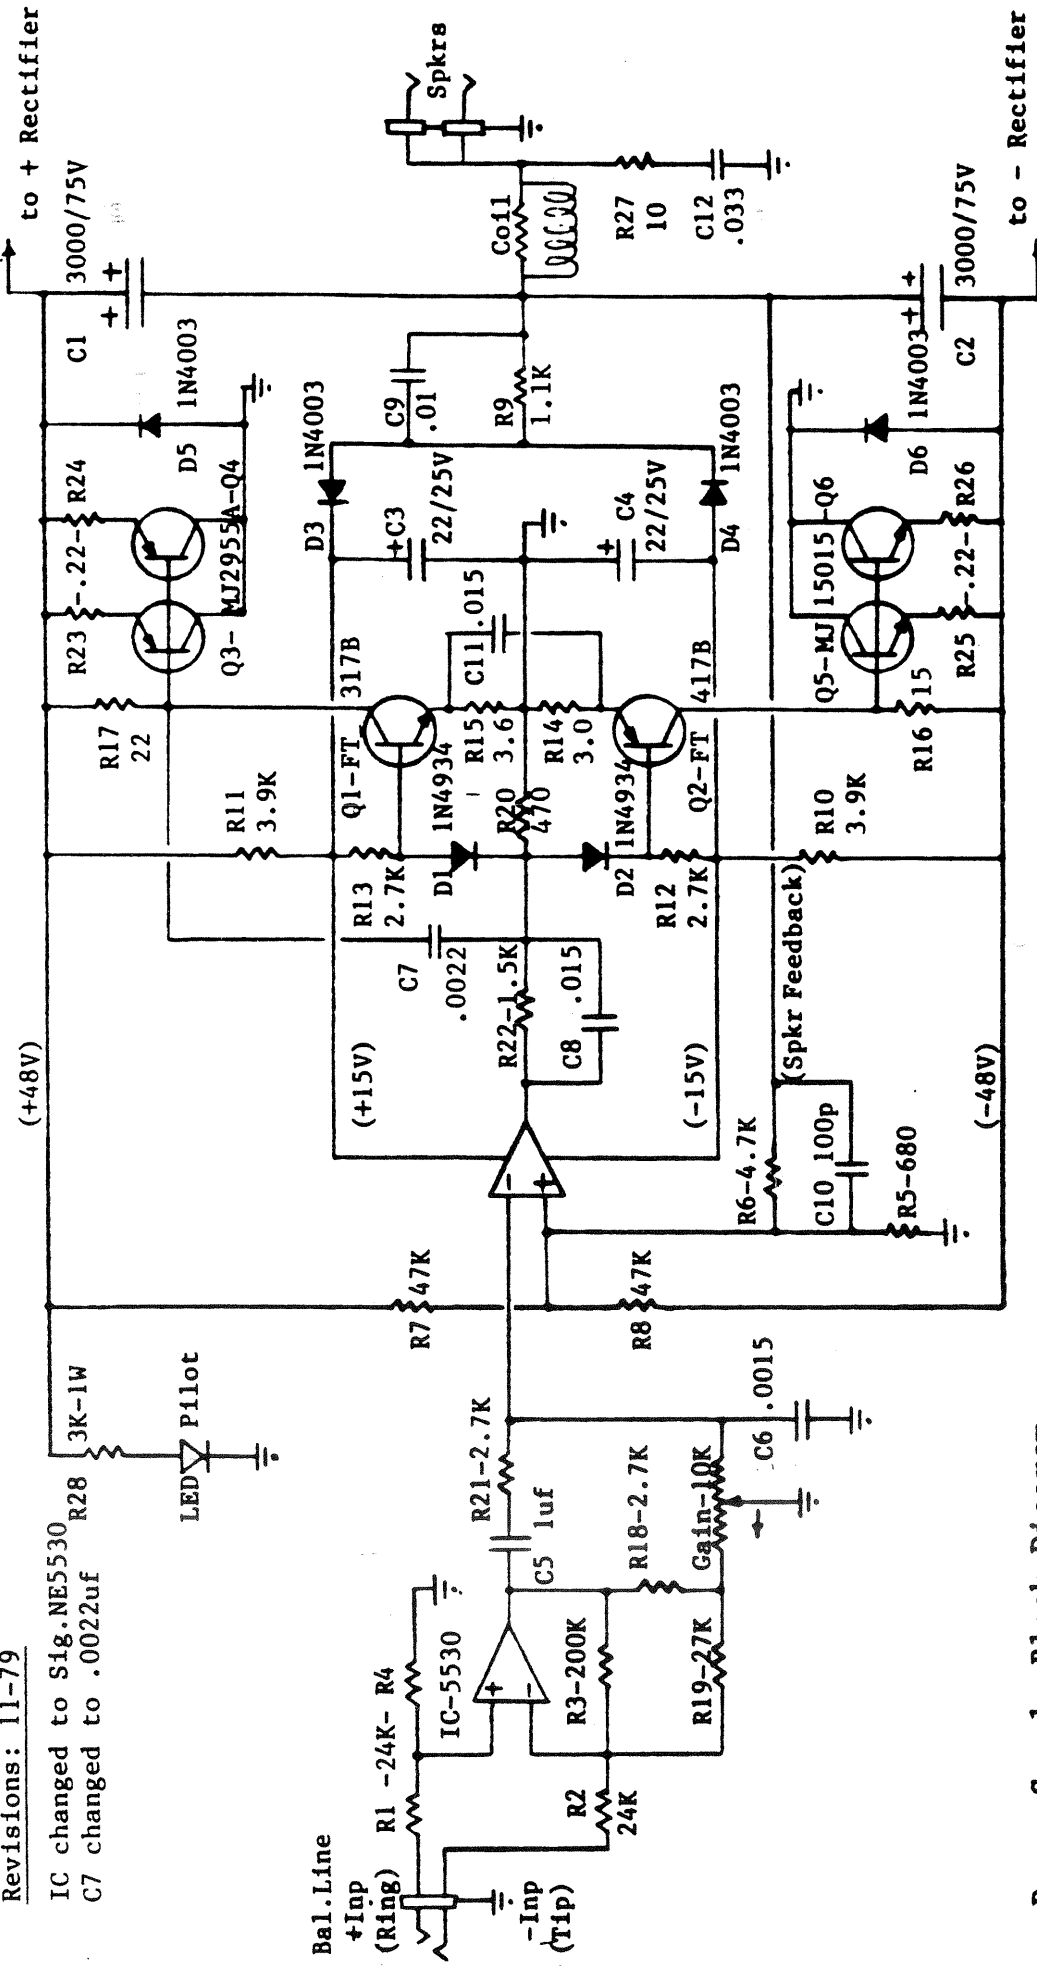 Revisions: 11-79
IC changed to Sig.NE5530
C7 changed to .0022uf
R28
3K-1W
LED
Pilot
(+48V)
to + Rectifier
R17
22
R23
-.22-
R24
Q3-
MJ2955A-Q4
D5
1N4003
C1
3000/75V
+
+
R11
3.9K
Q1-FT
317B
D3
1N4003
(+15V)
R13
2.7K
D1
1N4934
C7
.0022
R15
3.6
C11
.015
+C3
22/25V
C9
.01
Spkrs
Coil
R9
1.1K
R20
470
R22-1.5K
C8
.015
R14
3.0
+
C4
22/25V
R27
10
C12
.033
D2
1N4934
R12
2.7K
Q2-FT
417B
D4
1N4003
(-15V)
-
+
Bal.Line
+Inp
(Ring)
-Inp
(Tip)
R1
-24K-
R4
IC-5530
+
-
R2
24K
R3-200K
R19-27K
C5
1uf
R21-2.7K
R18-2.7K
Gain-10K
C6
.0015
R7
47K
R8
47K
R6-4.7K
C10
100p
R5-680
(Spkr Feedback)
R10
3.9K
R16
15
Q5-MJ
15015
-Q6
R25
-.22-
R26
D6
1N4003
+
+
C2
3000/75V
(-48V)
to - Rectifier